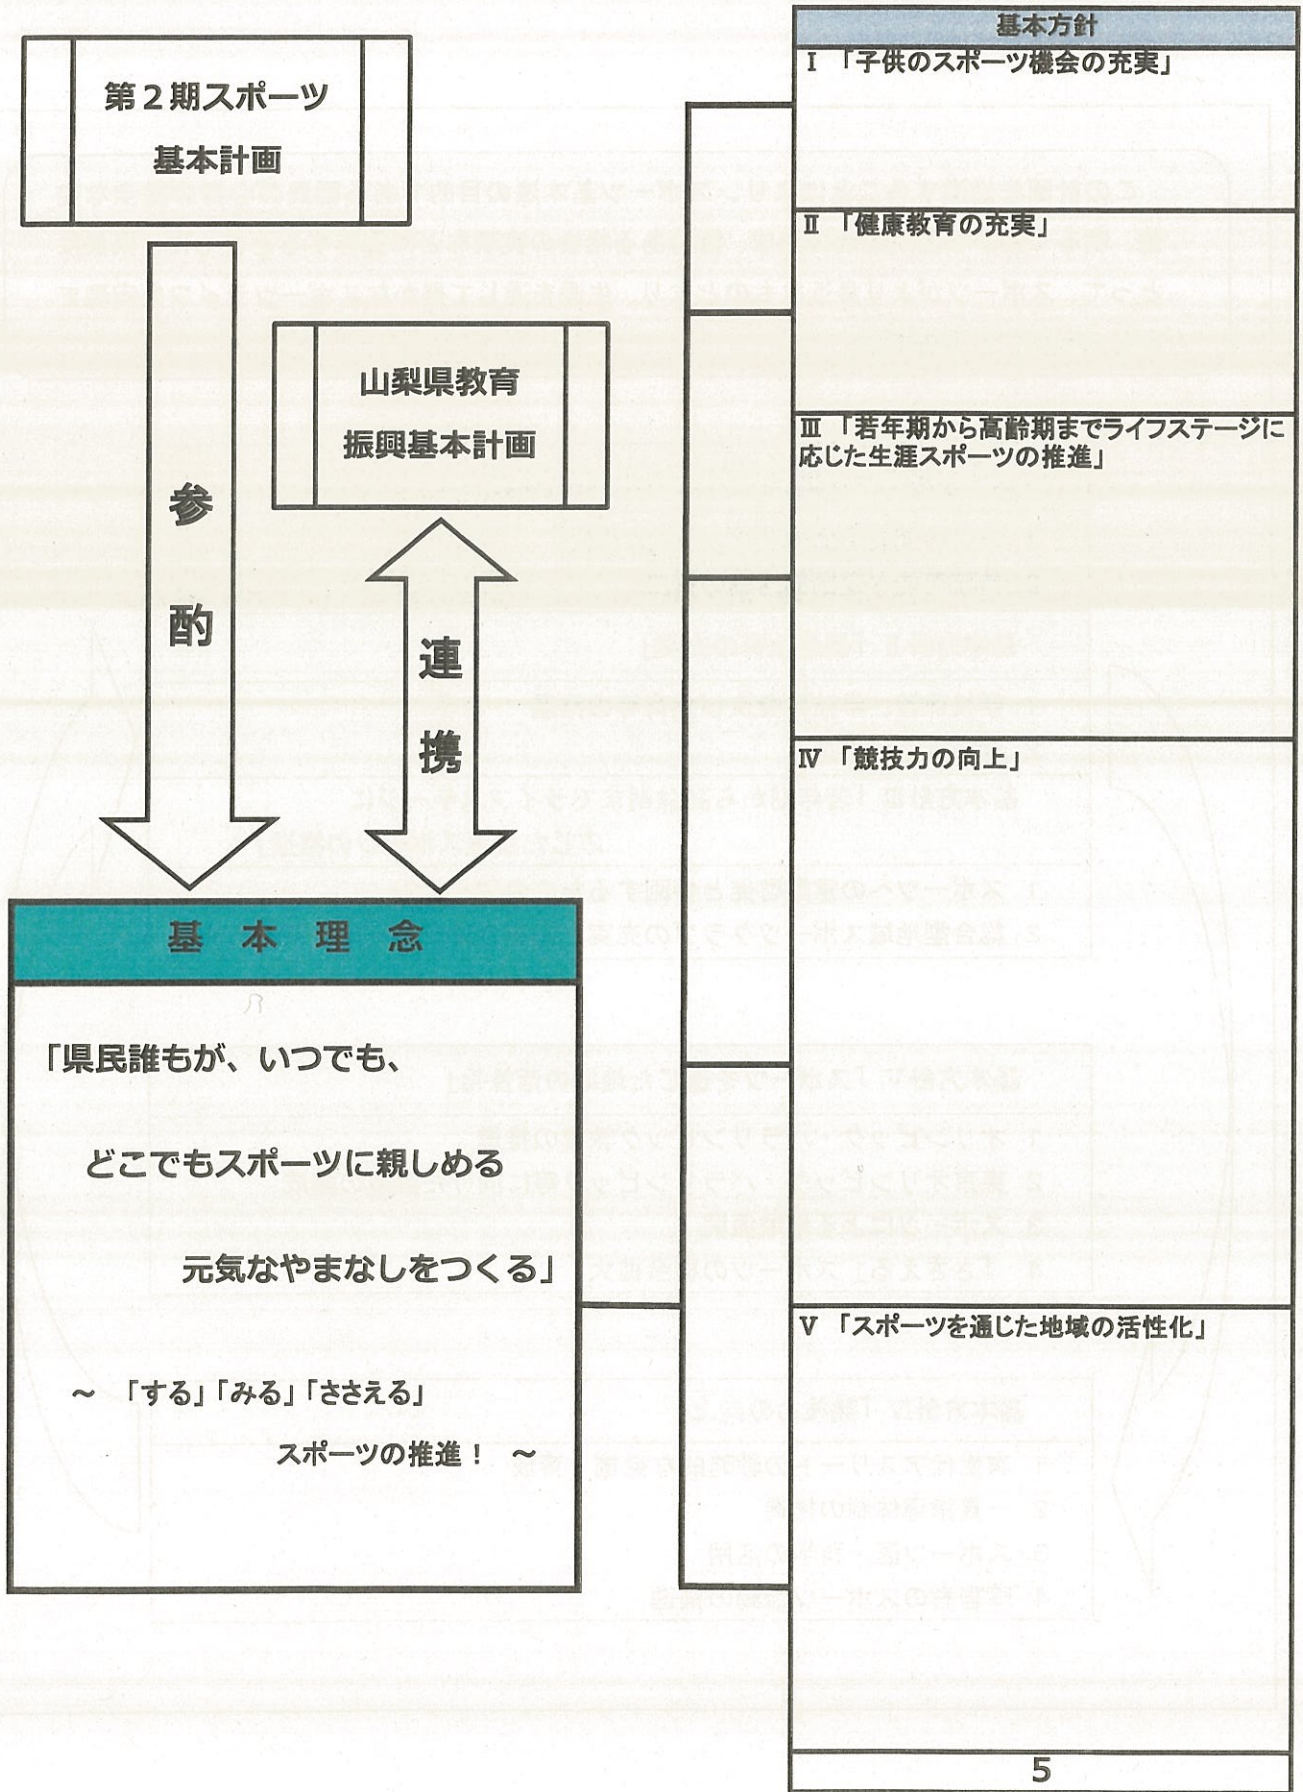 第2期スポーツ
基本計画
参
酌
山梨県教育
振興基本計画
連
携
基本理念
「県民誰もが、いつでも、
どこでもスポーツに親しめる
元気なやまなしをつくる」
~ 「する」「みる」「ささえる」
スポーツの推進! ~
基本方針
Ⅰ 「子供のスポーツ機会の充実」
Ⅱ 「健康教育の充実」
Ⅲ 「若年期から高齢期までライフステージに
応じた生涯スポーツの推進」
Ⅳ 「競技力の向上」
Ⅴ 「スポーツを通じた地域の活性化」
5